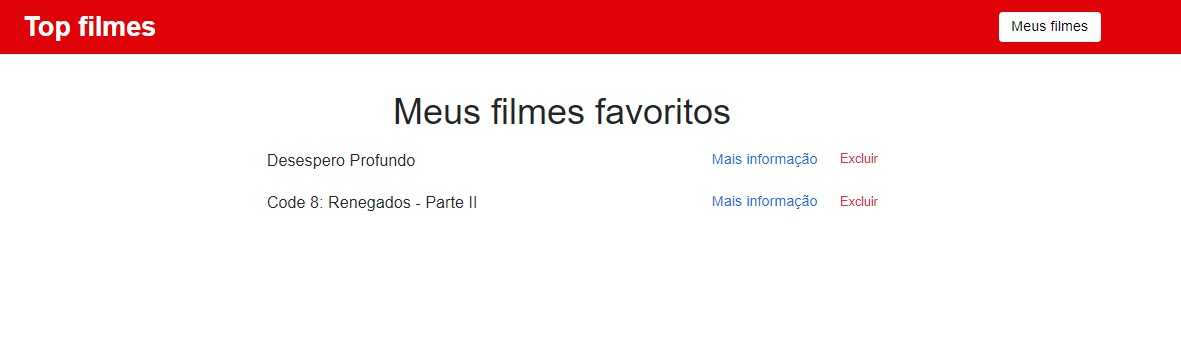 Top filmes Meus filmes
Meus filmes favoritos
Desespero Profundo Mais informação Excluir
Code 8: Renegados - Parte II Mais informação Excluir